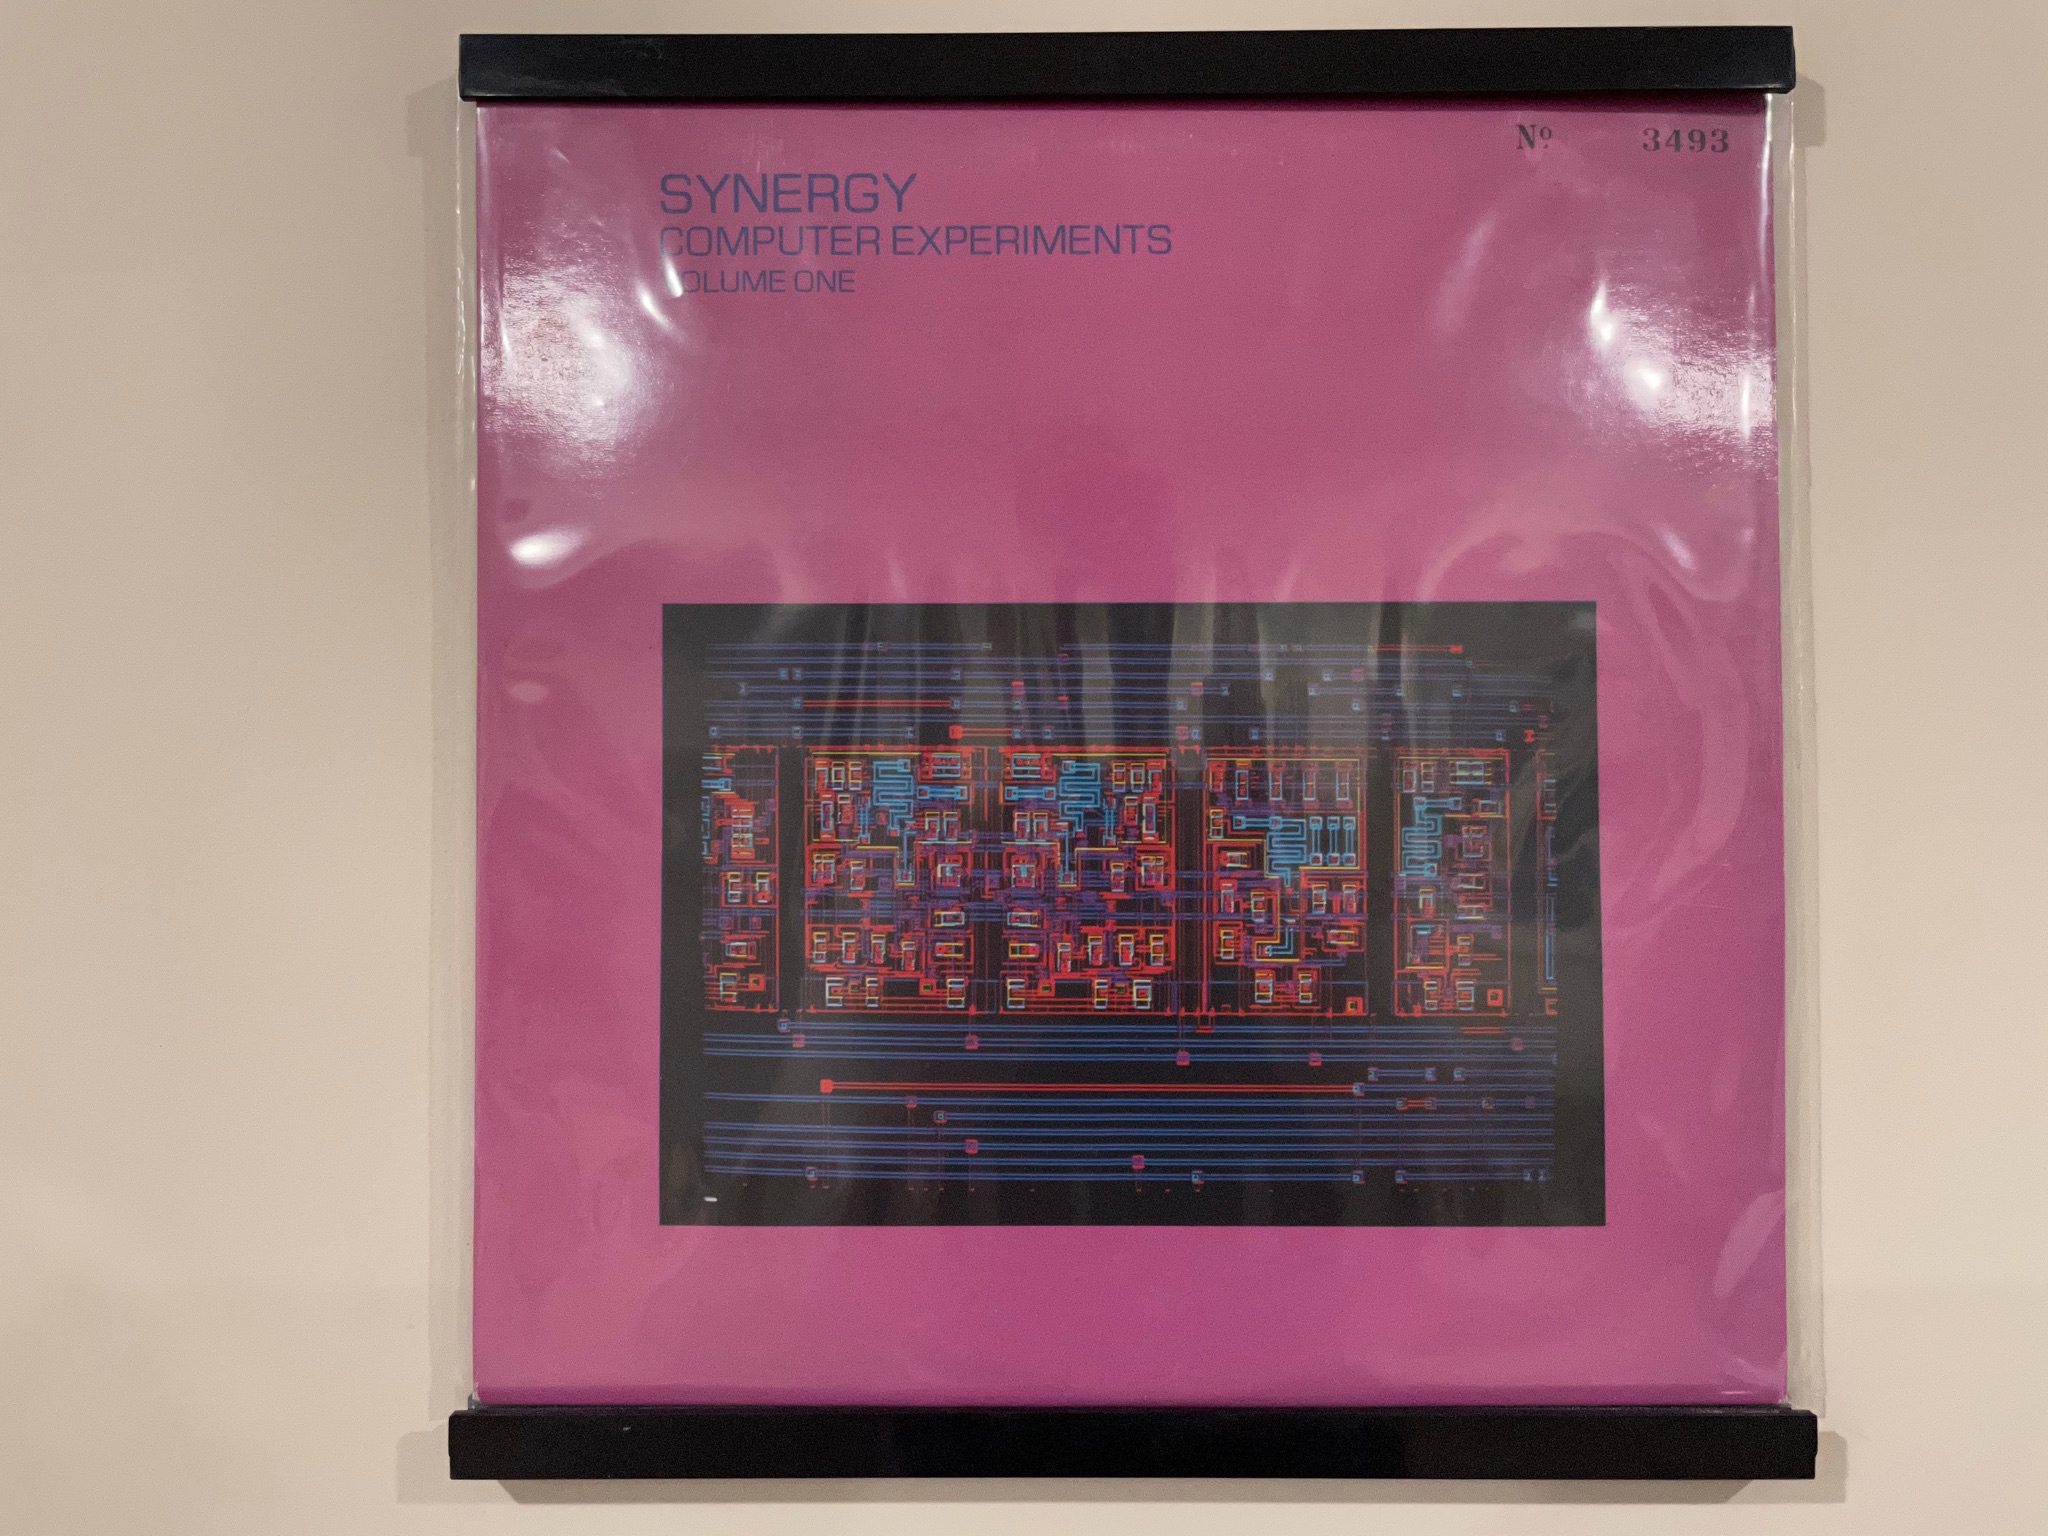 Nº 3493
SYNERGY
COMPUTER EXPERIMENTS
VOLUME ONE